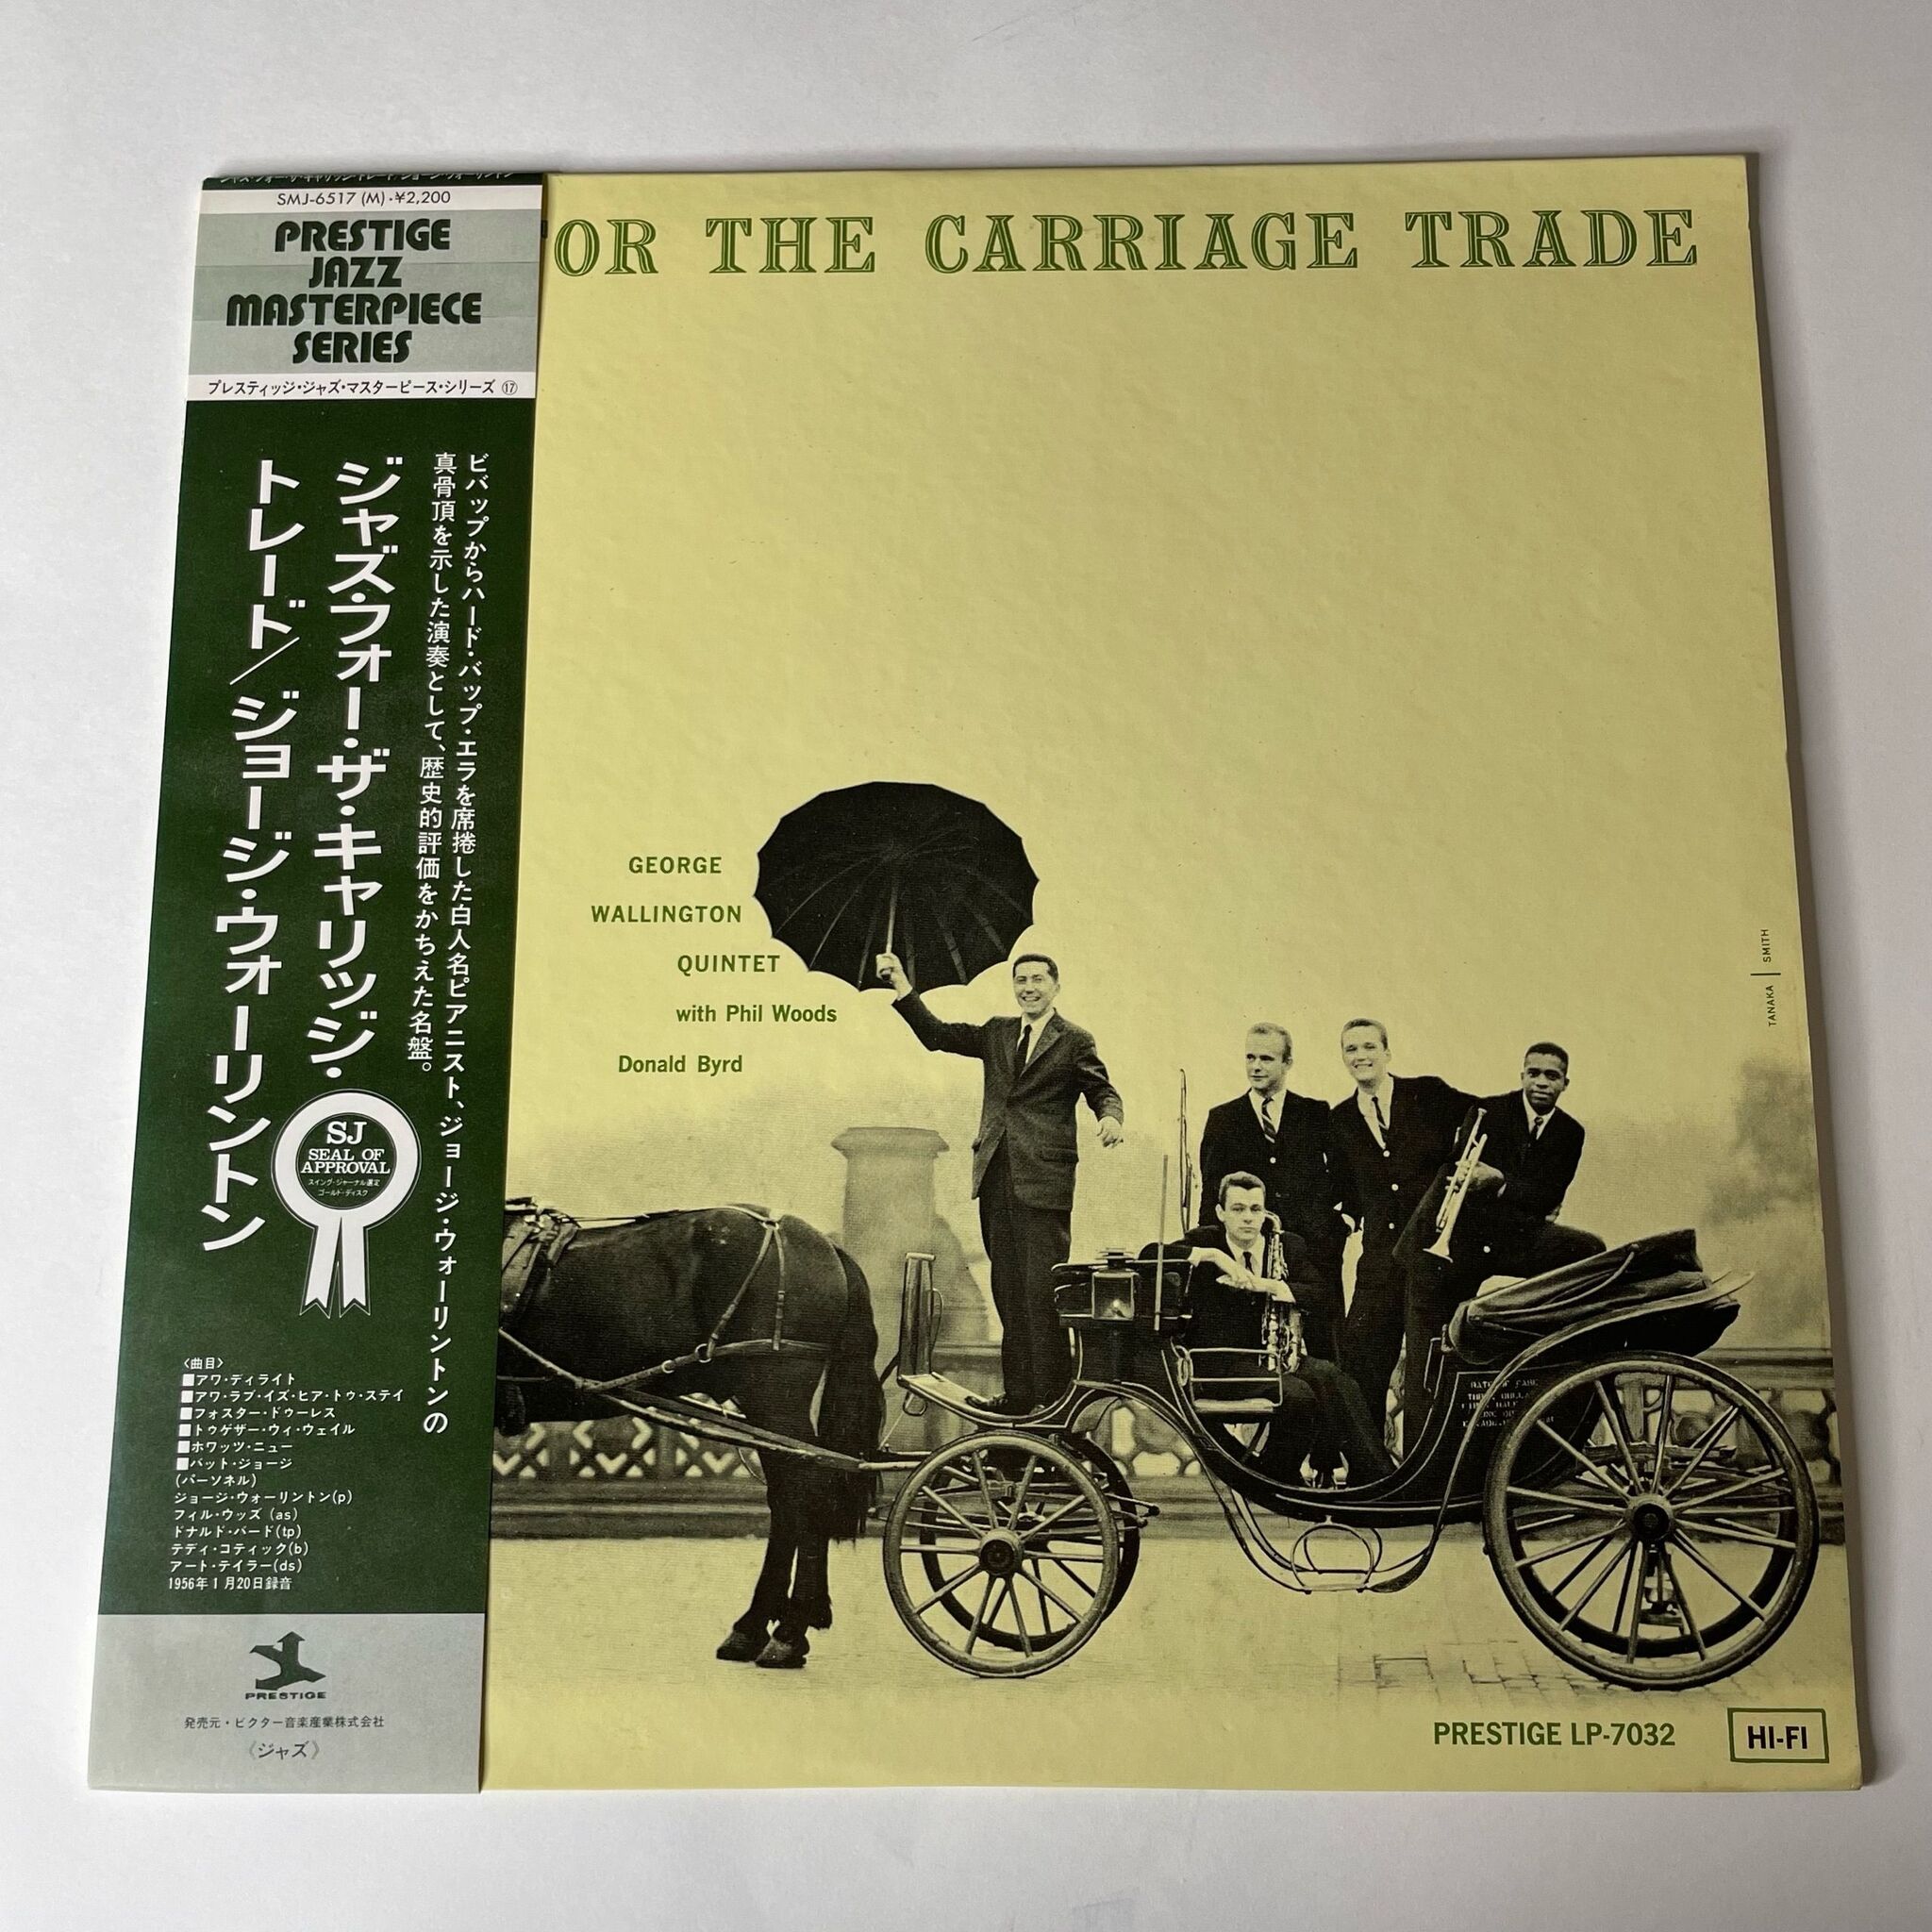 SMJ-6517 (M)・¥2,200
PRESTIGE
JAZZ
MASTERPIECE
SERIES
プレスティッジ・ジャズ・マスターピース・シリーズ ⑰
ビバップからハード・バップ・エラを席捲した白人名ピアニスト、ジョージ・ウォーリントンの
真骨頂を示した演奏として、歴史的評価をかちえた名盤。
ジャズ・フォー・ザ・キャリッジ・
トレード/ジョージ・ウォーリントン
SJ
SEAL OF
APPROVAL
スイング・ジャーナル選定
ゴールド・ディスク
〈曲目〉
■アワ・ディライト
■アワ・ラブ・イズ・ヒア・トゥ・ステイ
■フォスター・ドゥーレス
■トゥゲザー・ウィ・ウェイル
■ホワッツ・ニュー
■バット・ジョージ
(パーソネル)
ジョージ・ウォーリントン(p)
フィル・ウッズ (as)
ドナルド・バード(tp)
テディ・コティック(b)
アート・テイラー(ds)
1956年1月20日録音
PRESTIGE
発売元・ビクター音楽産業株式会社
《ジャズ》
OR THE CARRIAGE TRADE
GEORGE
WALLINGTON
QUINTET
with Phil Woods
Donald Byrd
TANAKA | SMITH
PRESTIGE LP-7032
HI-FI